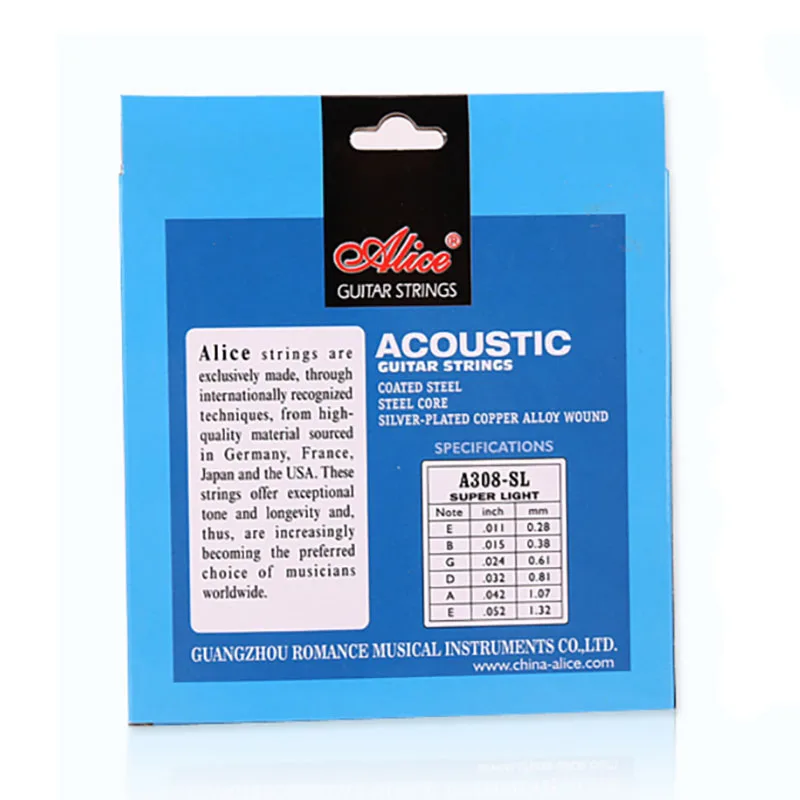 Alice®
GUITAR STRINGS
Alice strings are
exclusively made, through
internationally recognized
techniques, from high-
quality material sourced
in Germany, France,
Japan and the USA. These
strings offer exceptional
tone and longevity and,
thus, are increasingly
becoming the preferred
choice of musicians
worldwide.
ACOUSTIC
GUITAR STRINGS
COATED STEEL
STEEL CORE
SILVER-PLATED COPPER ALLOY WOUND
SPECIFICATIONS
A308-SL
SUPER LIGHT
Note inch mm
E .011 0.28
B .015 0.38
G .024 0.61
D .032 0.81
A .042 1.07
E .052 1.32
GUANGZHOU ROMANCE MUSICAL INSTRUMENTS CO.,LTD.
www.china-alice.com